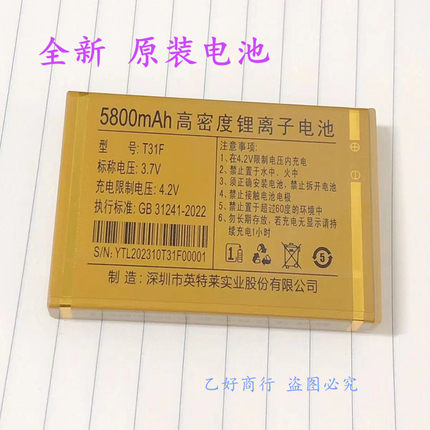 全新 原装电池
5800mAh 高密度锂离子电池
型 号: T31F
标称电压: 3.7V
充电限制电压: 4.2V
执行标准: GB 31241-2022
S/N: YTL202310T31F00001
注意事项:
1、在4.2V限制电压内充电
2、禁止置于水中、火中
3、须正确安装电池，禁止拆开电池
4、禁止接触电池电极
5、禁止置于超过60度的环境中
6、勿长期存放，若充电无显示请持续充电1小时
1
5
制 造: 深圳市英特莱实业股份有限公司
乙好商行 盗图必究